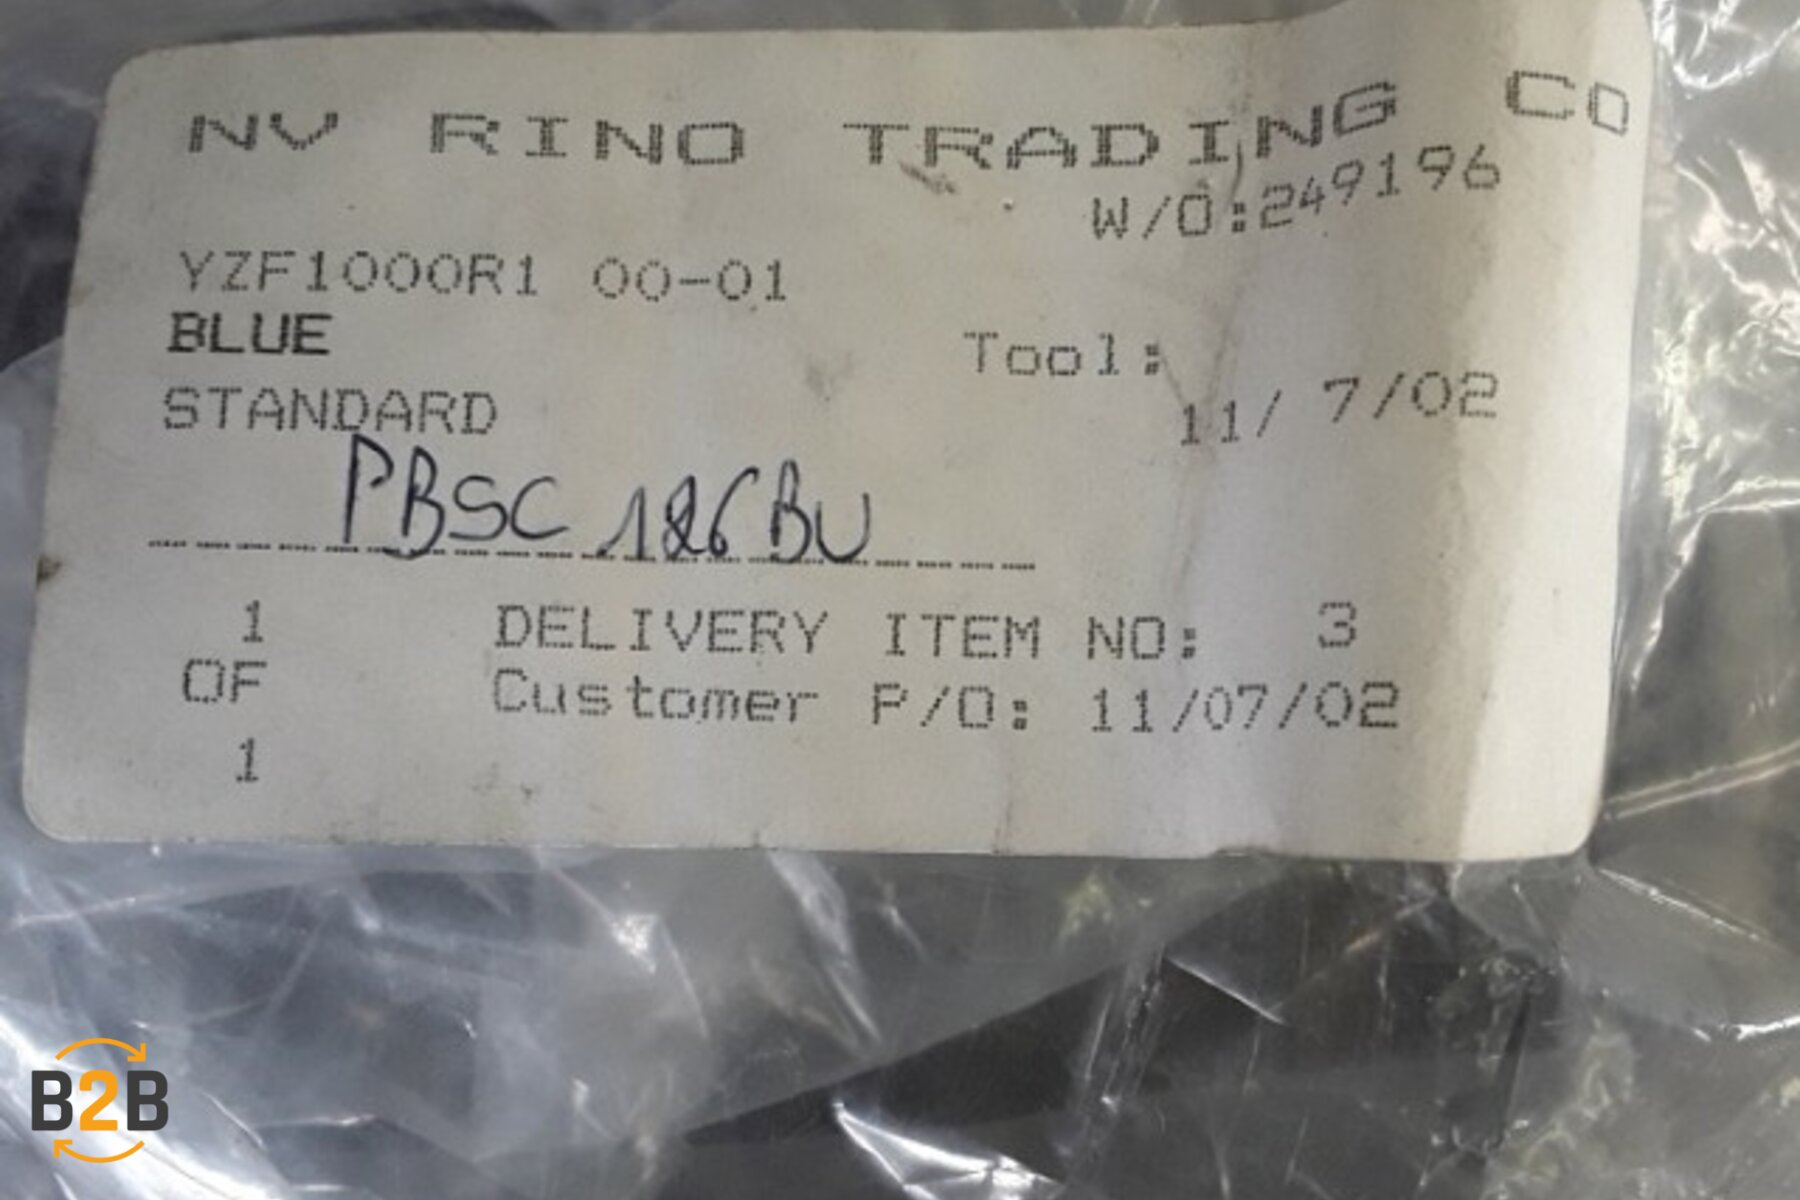 NV RINO TRADING CO
W/O:249196
YZF1000R1 00-01
BLUE
Tool:
STANDARD
11/ 7/02
PBSC 186BU
1 DELIVERY ITEM NO: 3
OF Customer P/O: 11/07/02
1
B2B